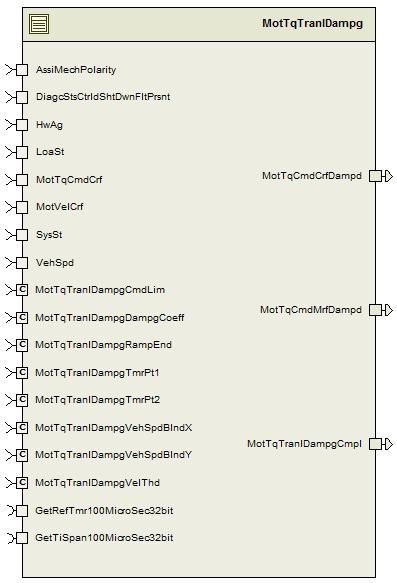 MotTqTranlDampg
AssiMechPolarity
DiagcStsCtrldShtDwnFltPrsnt
HwAg
LoaSt
MotTqCmdCrf
MotVelCrf
SysSt
VehSpd
C MotTqTranlDampgCmdLim
C MotTqTranlDampgDampgCoeff
C MotTqTranlDampgRampEnd
C MotTqTranlDampgTmrPt1
C MotTqTranlDampgTmrPt2
C MotTqTranlDampgVehSpdBlndX
C MotTqTranlDampgVehSpdBlndY
C MotTqTranlDampgVelThd
GetRefTmr100MicroSec32bit
GetTiSpan100MicroSec32bit
MotTqCmdCrfDampd
MotTqCmdMrfDampd
MotTqTranlDampgCmpl